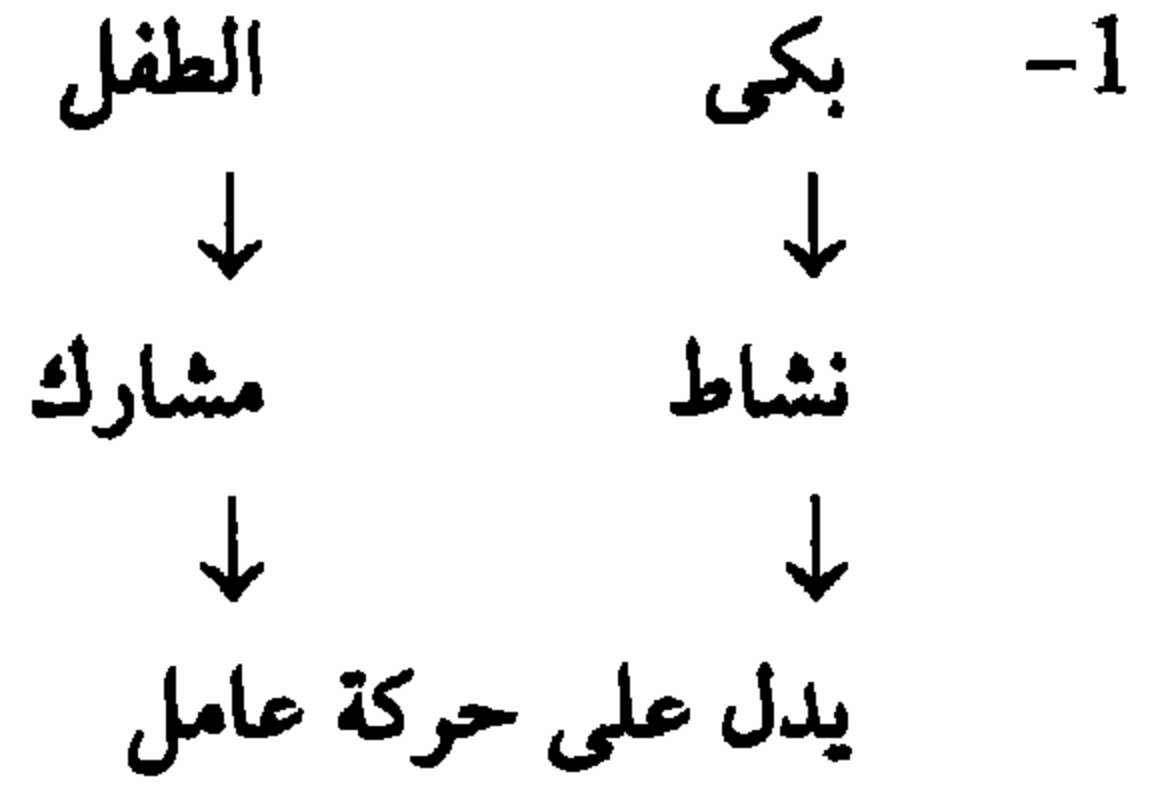 1- بكى الطفل
↓ ↓
نشاط مشارك
↓ ↓
يدل على حركة عامل